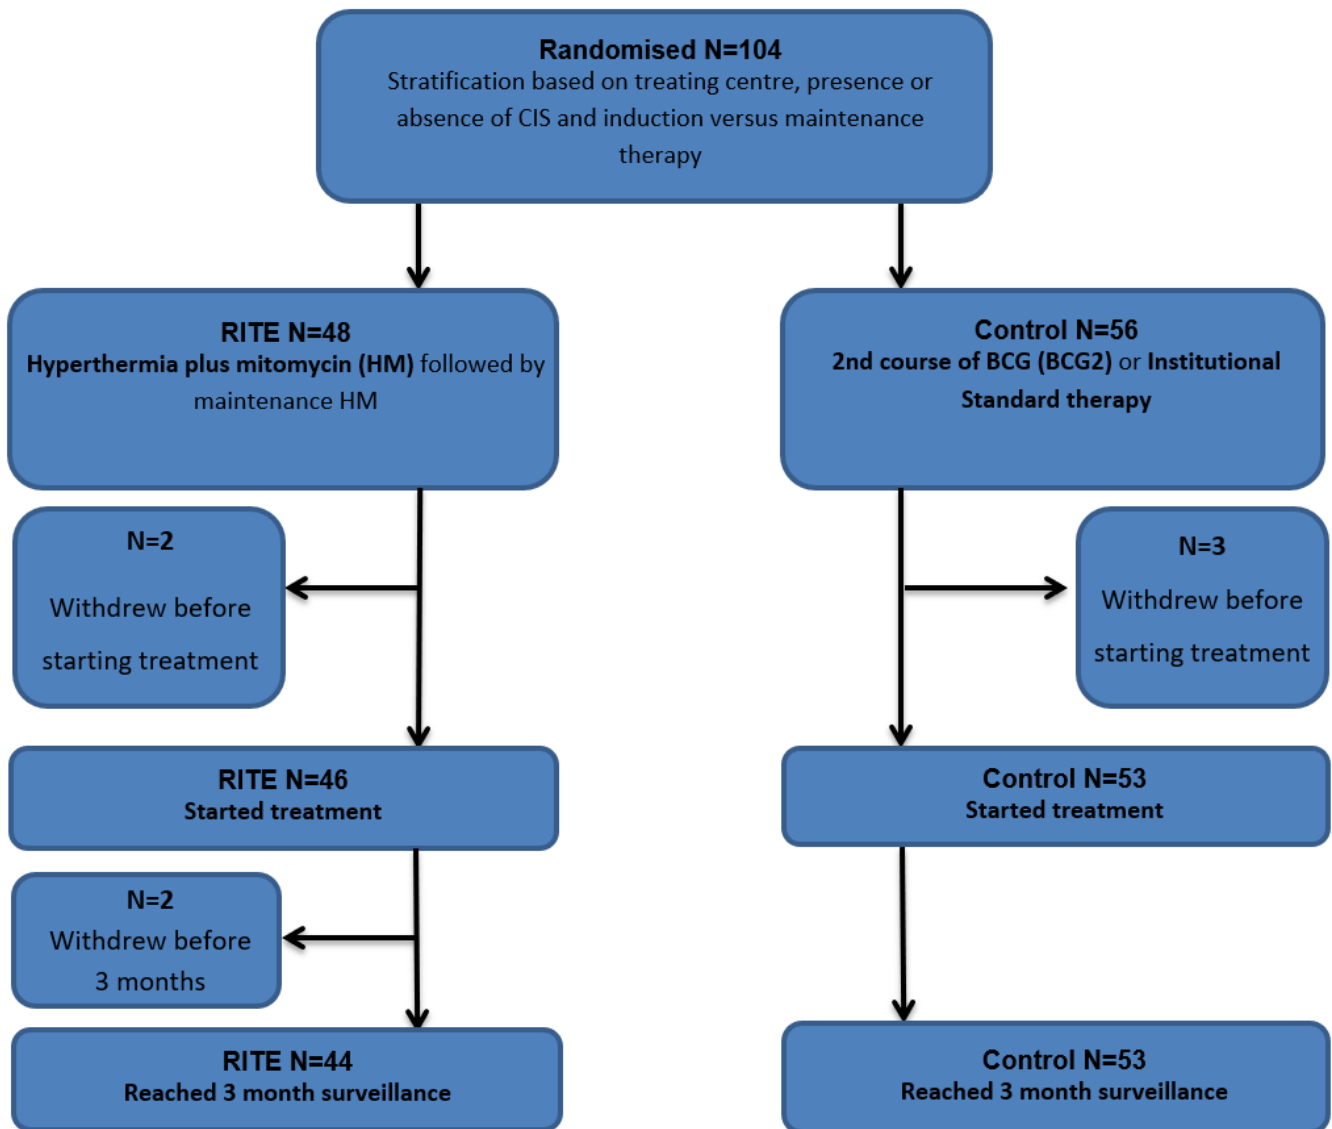 Randomised N=104
Stratification based on treating centre, presence or
absence of CIS and induction versus maintenance
therapy
RITE N=48
Hyperthermia plus mitomycin (HM) followed by
maintenance HM
Control N=56
2nd course of BCG (BCG2) or Institutional
Standard therapy
N=2
Withdrew before
starting treatment
N=3
Withdrew before
starting treatment
RITE N=46
Started treatment
Control N=53
Started treatment
N=2
Withdrew before
3 months
RITE N=44
Reached 3 month surveillance
Control N=53
Reached 3 month surveillance